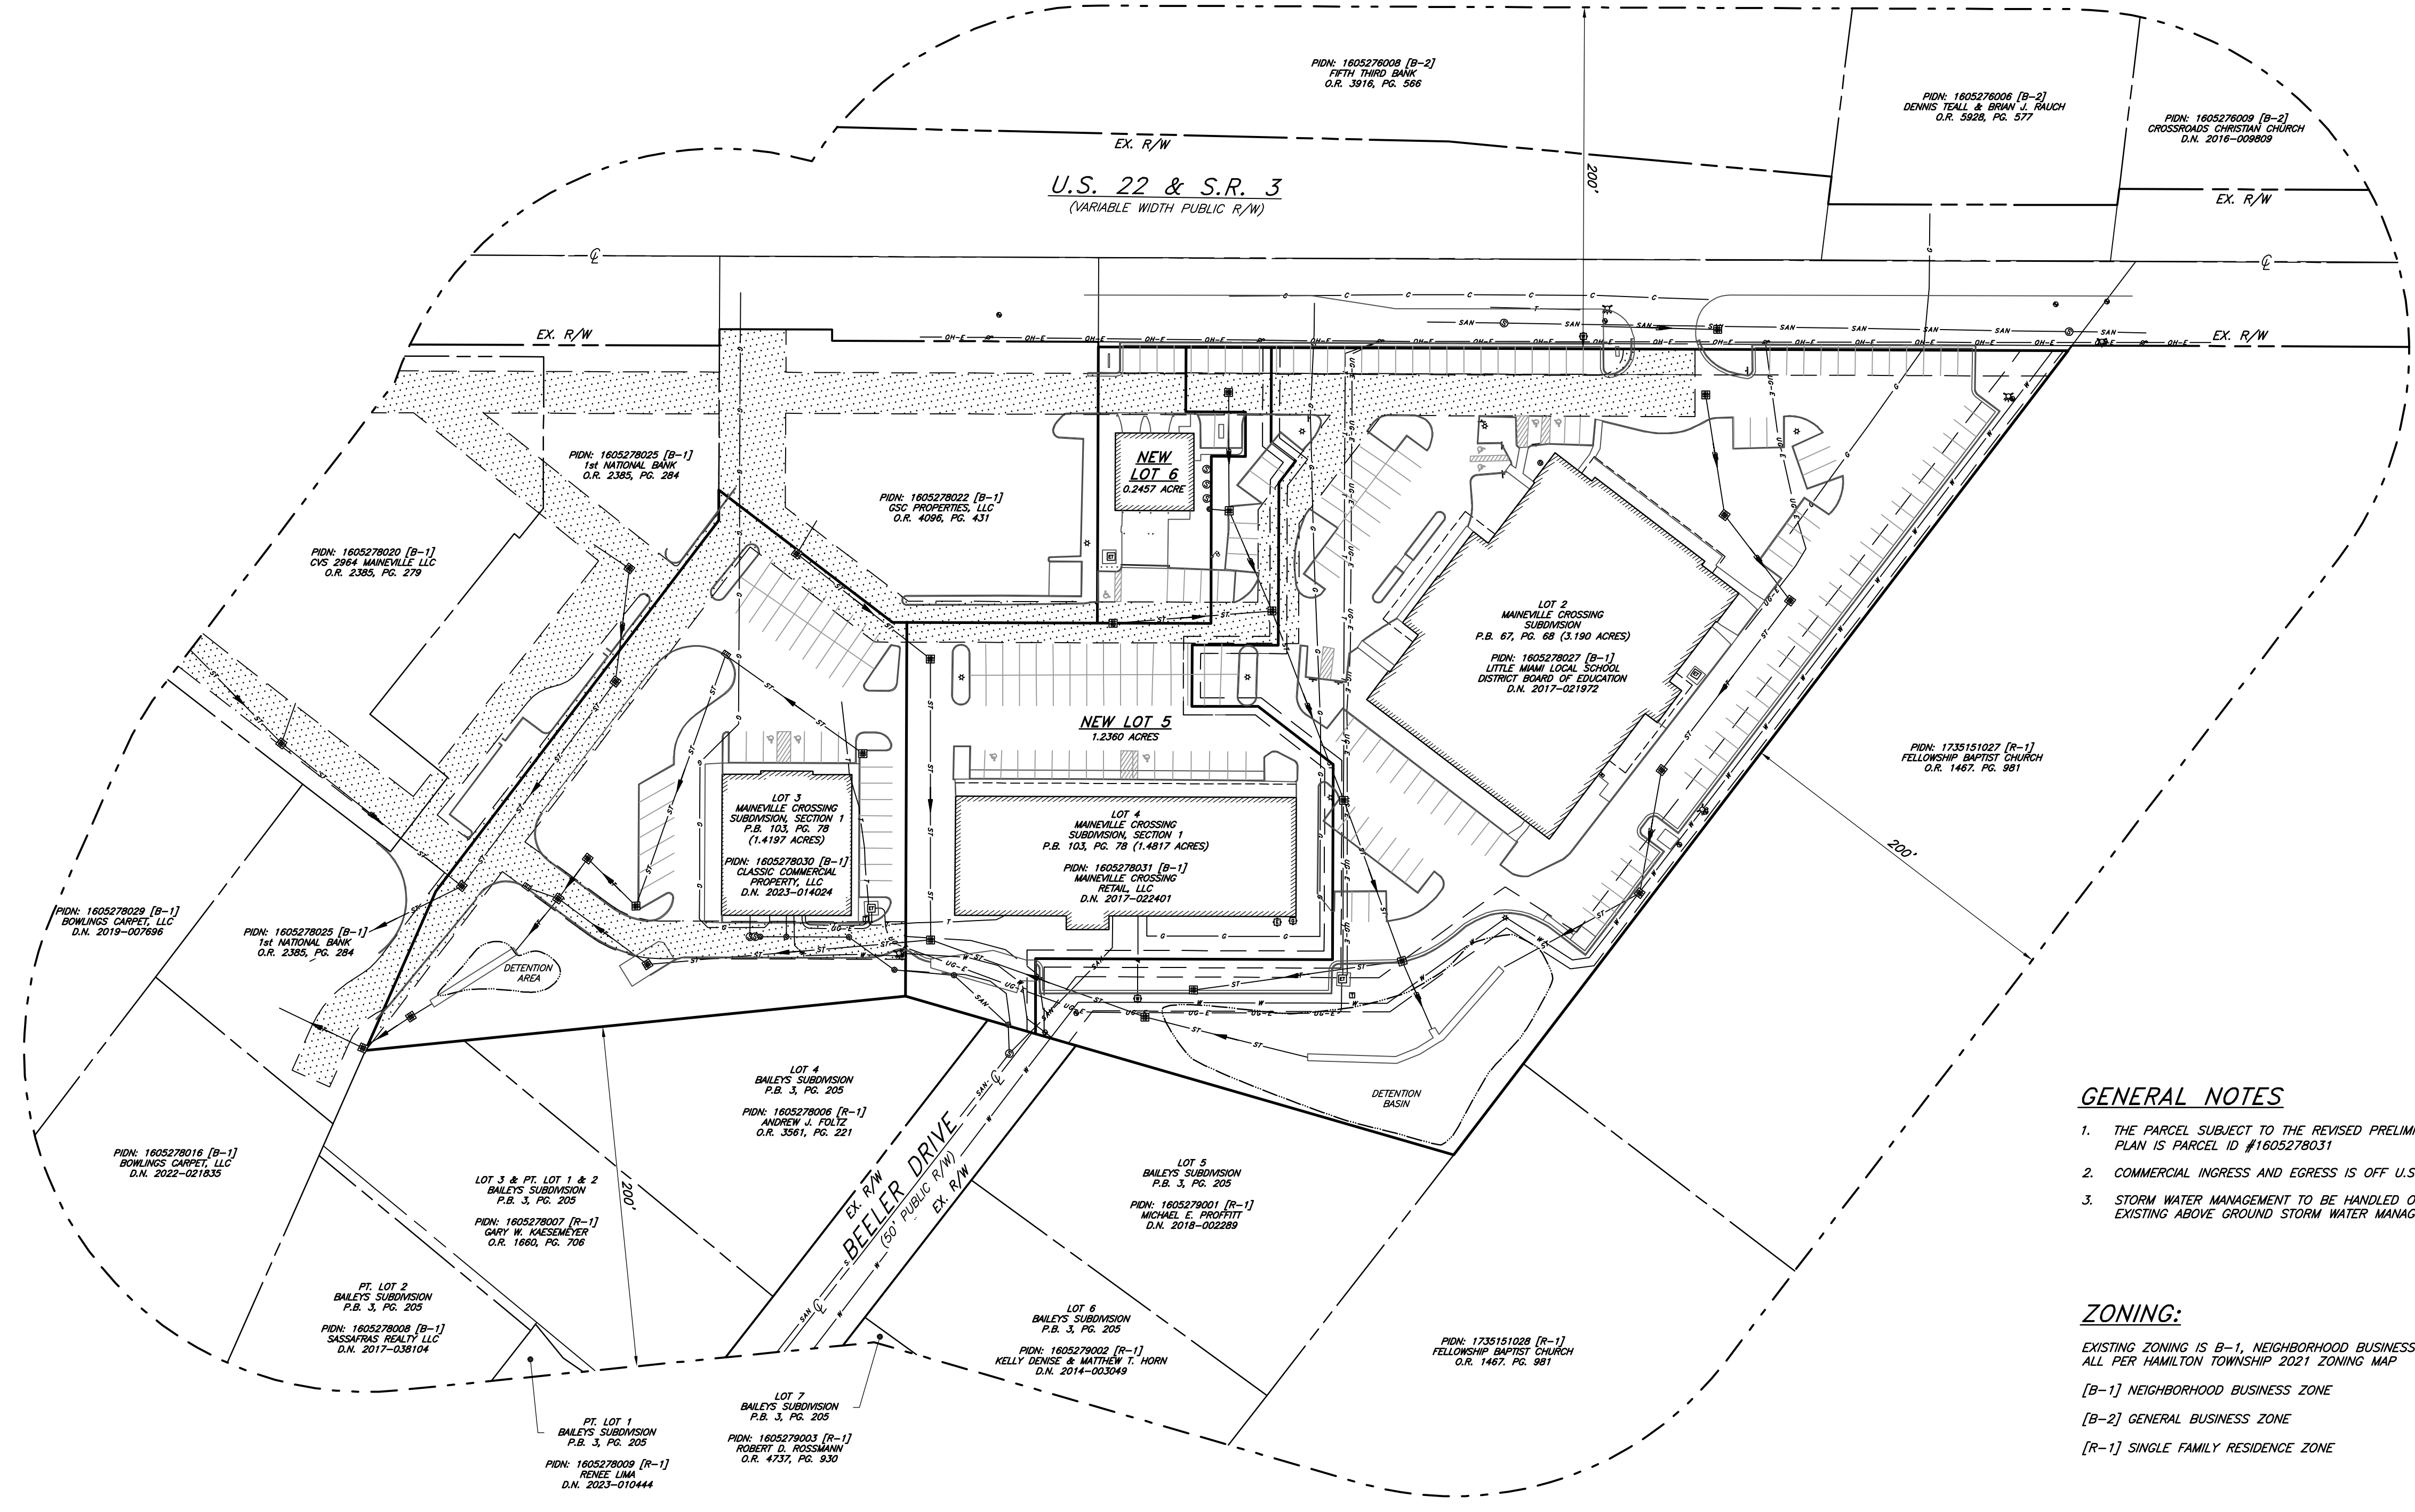 PIDN: 1605276008 [B-2]
FIFTH THIRD BANK
O.R. 3916, PG. 566
PIDN: 1605276006 [B-2]
DENNIS TEALL & BRIAN J. RAUCH
O.R. 5928, PG. 577
PIDN: 1605276009 [B-2]
CROSSROADS CHRISTIAN CHURCH
D.N. 2016-009809
EX. R/W
U.S. 22 & S.R. 3
(VARIABLE WIDTH PUBLIC R/W)
200'
EX. R/W
EX. R/W
EX. R/W
PIDN: 1605278025 [B-1]
1st NATIONAL BANK
O.R. 2385, PG. 284
PIDN: 1605278022 [B-1]
GSC PROPERTIES, LLC
O.R. 4096, PG. 431
NEW
LOT 6
0.2457 ACRE
PIDN: 1605278020 [B-1]
CVS 2964 MAINEVILLE LLC
O.R. 2385, PG. 279
LOT 2
MAINEVILLE CROSSING
SUBDIVISION
P.B. 67, PG. 68 (3.190 ACRES)
PIDN: 1605278027 [B-1]
LITTLE MIAMI LOCAL SCHOOL
DISTRICT BOARD OF EDUCATION
D.N. 2017-021972
NEW LOT 5
1.2360 ACRES
PIDN: 1735151027 [R-1]
FELLOWSHIP BAPTIST CHURCH
O.R. 1467. PG. 981
200'
LOT 3
MAINEVILLE CROSSING
SUBDIVISION, SECTION 1
P.B. 103, PG. 78
(1.4197 ACRES)
PIDN: 1605278030 [B-1]
CLASSIC COMMERCIAL
PROPERTY, LLC
D.N. 2023-014024
LOT 4
MAINEVILLE CROSSING
SUBDIVISION, SECTION 1
P.B. 103, PG. 78 (1.4817 ACRES)
PIDN: 1605278031 [B-1]
MAINEVILLE CROSSING
RETAIL, LLC
D.N. 2017-022401
PIDN: 1605278029 [B-1]
BOWLINGS CARPET, LLC
D.N. 2019-007696
PIDN: 1605278025 [B-1]
1st NATIONAL BANK
O.R. 2385, PG. 284
DETENTION
AREA
DETENTION
BASIN
LOT 4
BAILEYS SUBDIVISION
P.B. 3, PG. 205
PIDN: 1605278006 [R-1]
ANDREW J. FOLTZ
O.R. 3561, PG. 221
PIDN: 1605278016 [B-1]
BOWLINGS CARPET, LLC
D.N. 2022-021835
LOT 3 & PT. LOT 1 & 2
BAILEYS SUBDIVISION
P.B. 3, PG. 205
PIDN: 1605278007 [R-1]
GARY W. KAESEMEYER
O.R. 1660, PG. 706
200'
EX. R/W
BEELER DRIVE
(50' PUBLIC R/W)
EX. R/W
LOT 5
BAILEYS SUBDIVISION
P.B. 3, PG. 205
PIDN: 1605279001 [R-1]
MICHAEL E. PROFFITT
D.N. 2018-002289
PT. LOT 2
BAILEYS SUBDIVISION
P.B. 3, PG. 205
PIDN: 1605278008 [B-1]
SASSAFRAS REALTY LLC
D.N. 2017-038104
LOT 6
BAILEYS SUBDIVISION
P.B. 3, PG. 205
PIDN: 1605279002 [R-1]
KELLY DENISE & MATTHEW T. HORN
D.N. 2014-003049
PIDN: 1735151028 [R-1]
FELLOWSHIP BAPTIST CHURCH
O.R. 1467. PG. 981
LOT 7
BAILEYS SUBDIVISION
P.B. 3, PG. 205
PIDN: 1605279003 [R-1]
ROBERT D. ROSSMANN
O.R. 4737, PG. 930
PT. LOT 1
BAILEYS SUBDIVISION
P.B. 3, PG. 205
PIDN: 1605278009 [R-1]
RENEE LIMA
D.N. 2023-010444
GENERAL NOTES
1. THE PARCEL SUBJECT TO THE REVISED PRELIM
PLAN IS PARCEL ID #1605278031
2. COMMERCIAL INGRESS AND EGRESS IS OFF U.S
3. STORM WATER MANAGEMENT TO BE HANDLED O
EXISTING ABOVE GROUND STORM WATER MANAG
ZONING:
EXISTING ZONING IS B-1, NEIGHBORHOOD BUSINESS
ALL PER HAMILTON TOWNSHIP 2021 ZONING MAP
[B-1] NEIGHBORHOOD BUSINESS ZONE
[B-2] GENERAL BUSINESS ZONE
[R-1] SINGLE FAMILY RESIDENCE ZONE